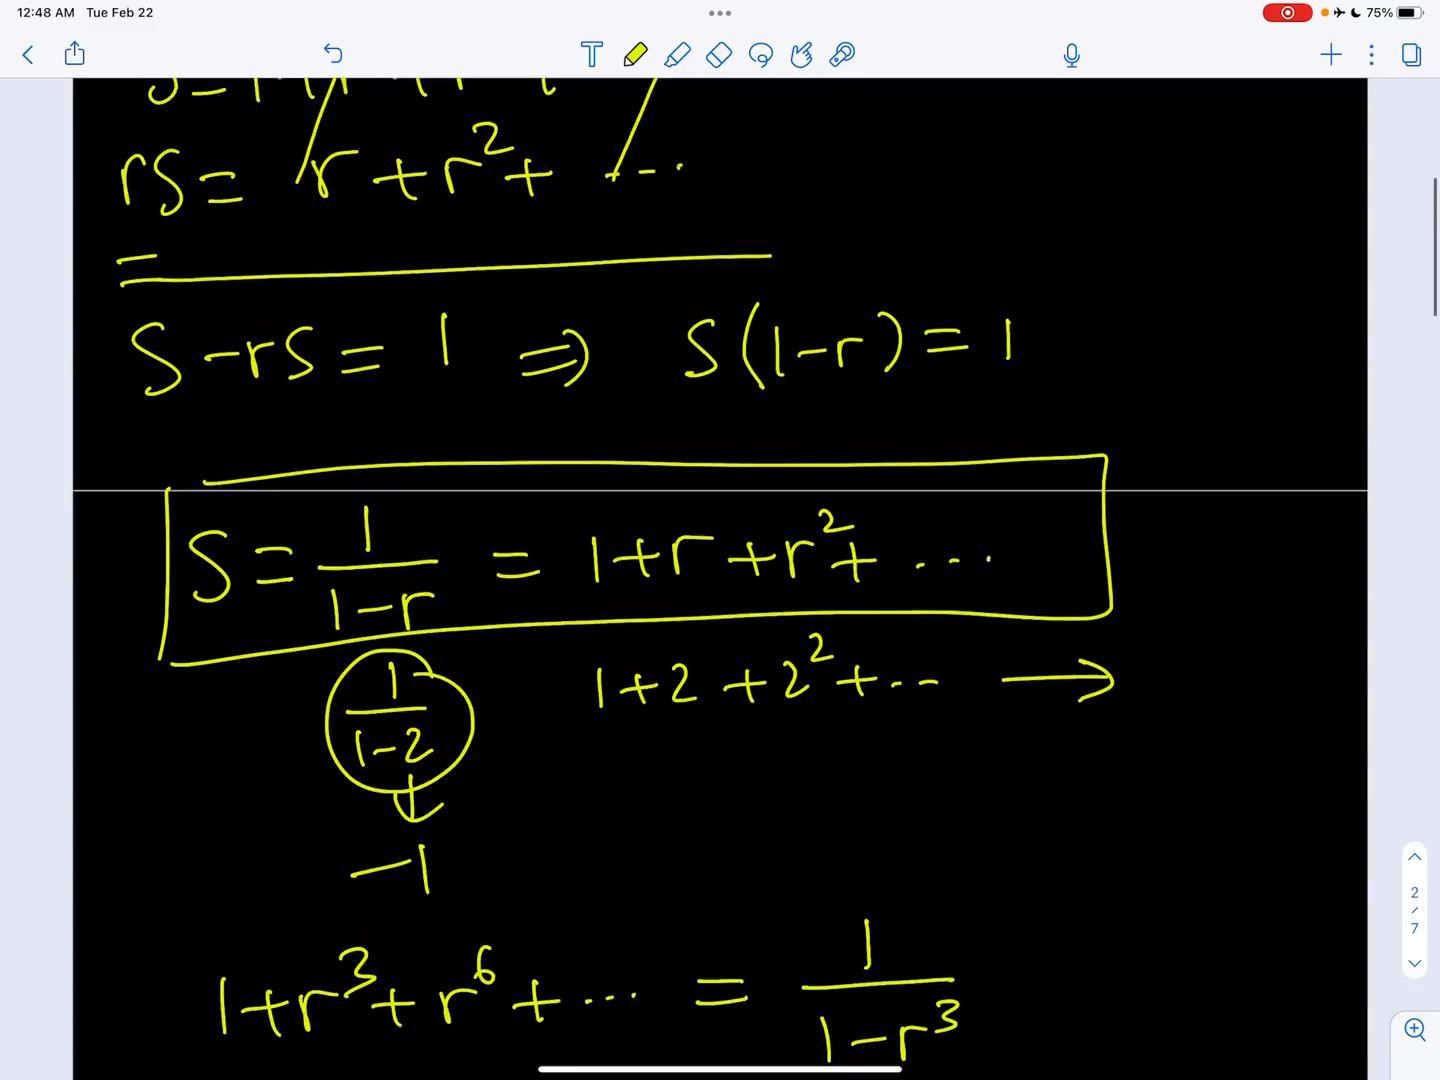 12:48 AM Tue Feb 22
75%
rS = r + r² + ...
S - rS = 1 ⇒ S(1-r) = 1
S = 1/(1-r) = 1 + r + r² + ...
1/(1-2) 1 + 2 + 2² + ... →
-1
1 + r³ + r⁶ + ... = 1/(1-r³)
2 / 7